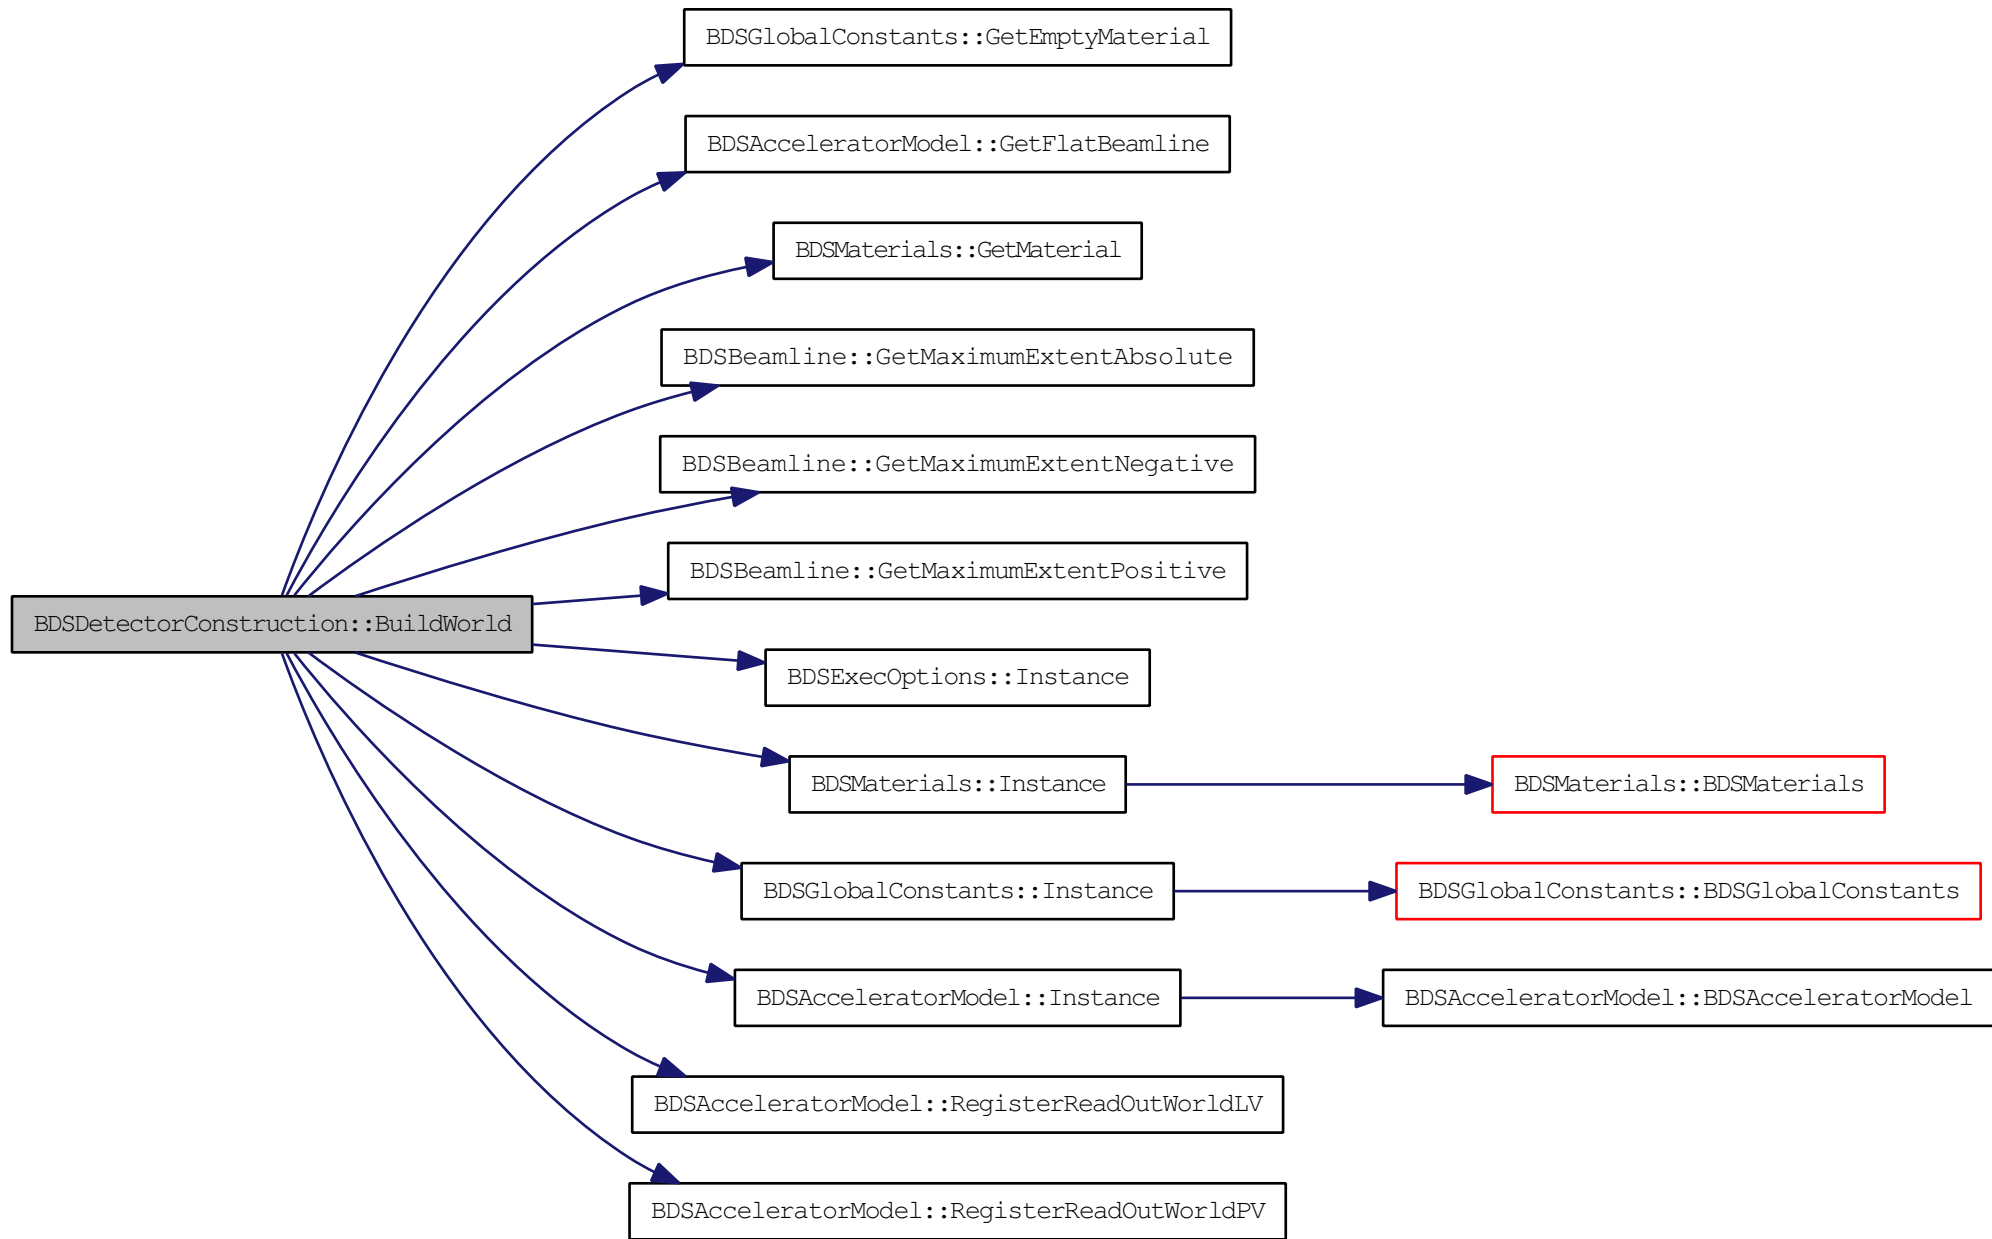 BDSGlobalConstants::GetEmptyMaterial
BDSAcceleratorModel::GetFlatBeamline
BDSMaterials::GetMaterial
BDSBeamline::GetMaximumExtentAbsolute
BDSBeamline::GetMaximumExtentNegative
BDSBeamline::GetMaximumExtentPositive
BDSDetectorConstruction::BuildWorld
BDSExecOptions::Instance
BDSMaterials::Instance
BDSMaterials::BDSMaterials
BDSGlobalConstants::Instance
BDSGlobalConstants::BDSGlobalConstants
BDSAcceleratorModel::Instance
BDSAcceleratorModel::BDSAcceleratorModel
BDSAcceleratorModel::RegisterReadOutWorldLV
BDSAcceleratorModel::RegisterReadOutWorldPV